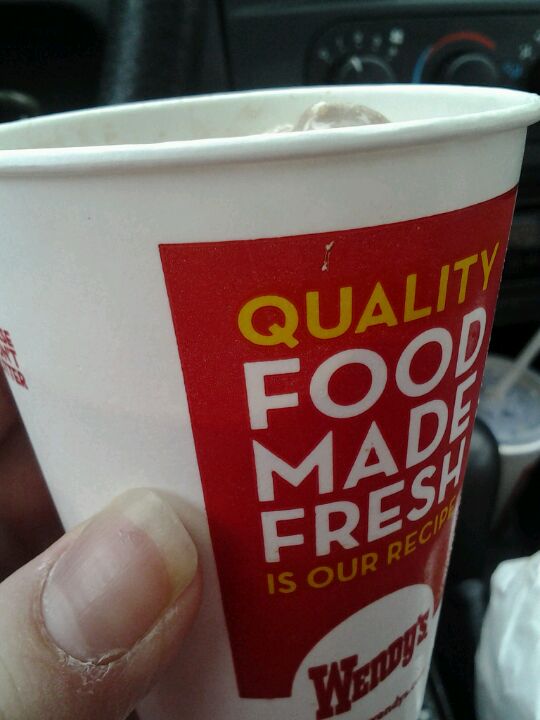 QUALITY
FOOD
MADE
FRESH
IS OUR RECIPE
WENDY'S